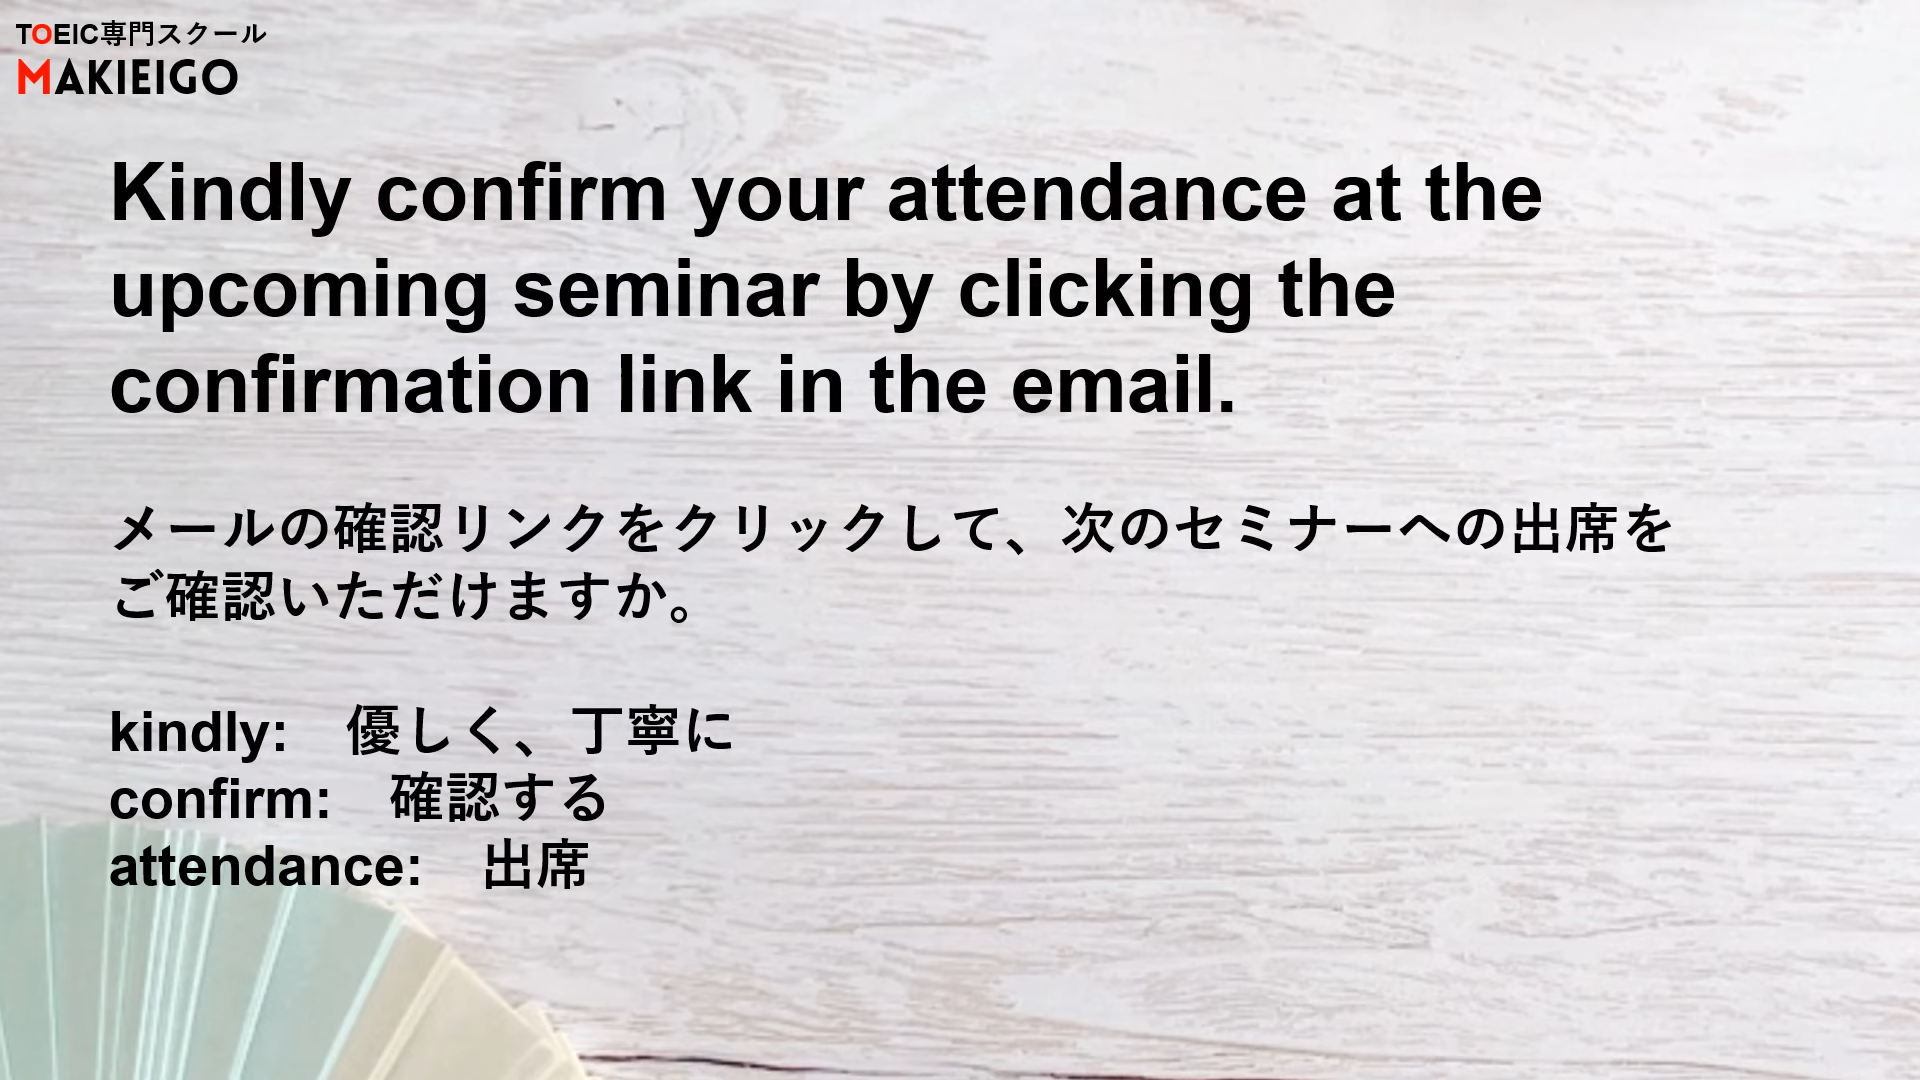 TOEIC専門スクール
MAKIEIGO
Kindly confirm your attendance at the
upcoming seminar by clicking the
confirmation link in the email.
メールの確認リンクをクリックして、次のセミナーへの出席を
ご確認いただけますか。
kindly:　優しく、丁寧に
confirm:　確認する
attendance:　出席